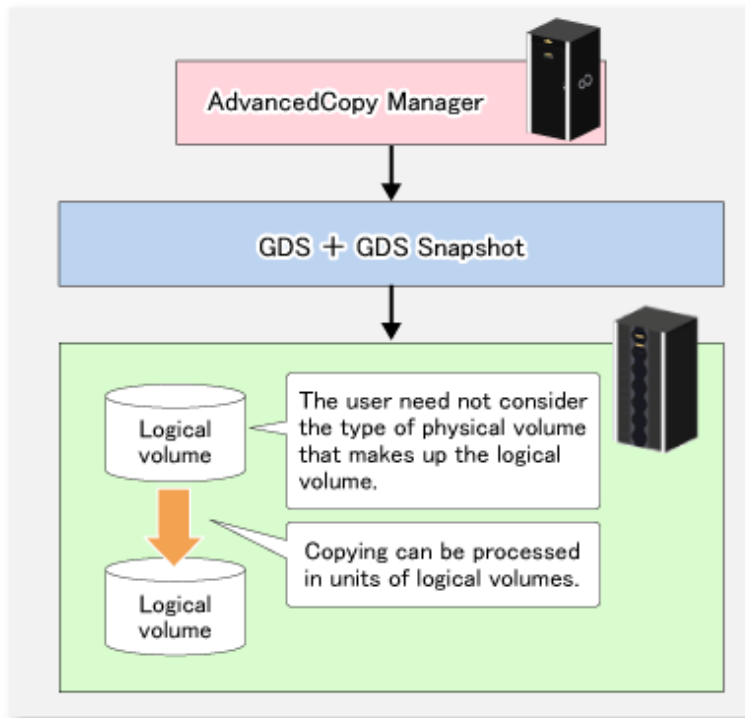 AdvancedCopy Manager
GDS + GDS Snapshot
Logical
volume
The user need not consider
the type of physical volume
that makes up the logical
volume.
Copying can be processed
in units of logical volumes.
Logical
volume